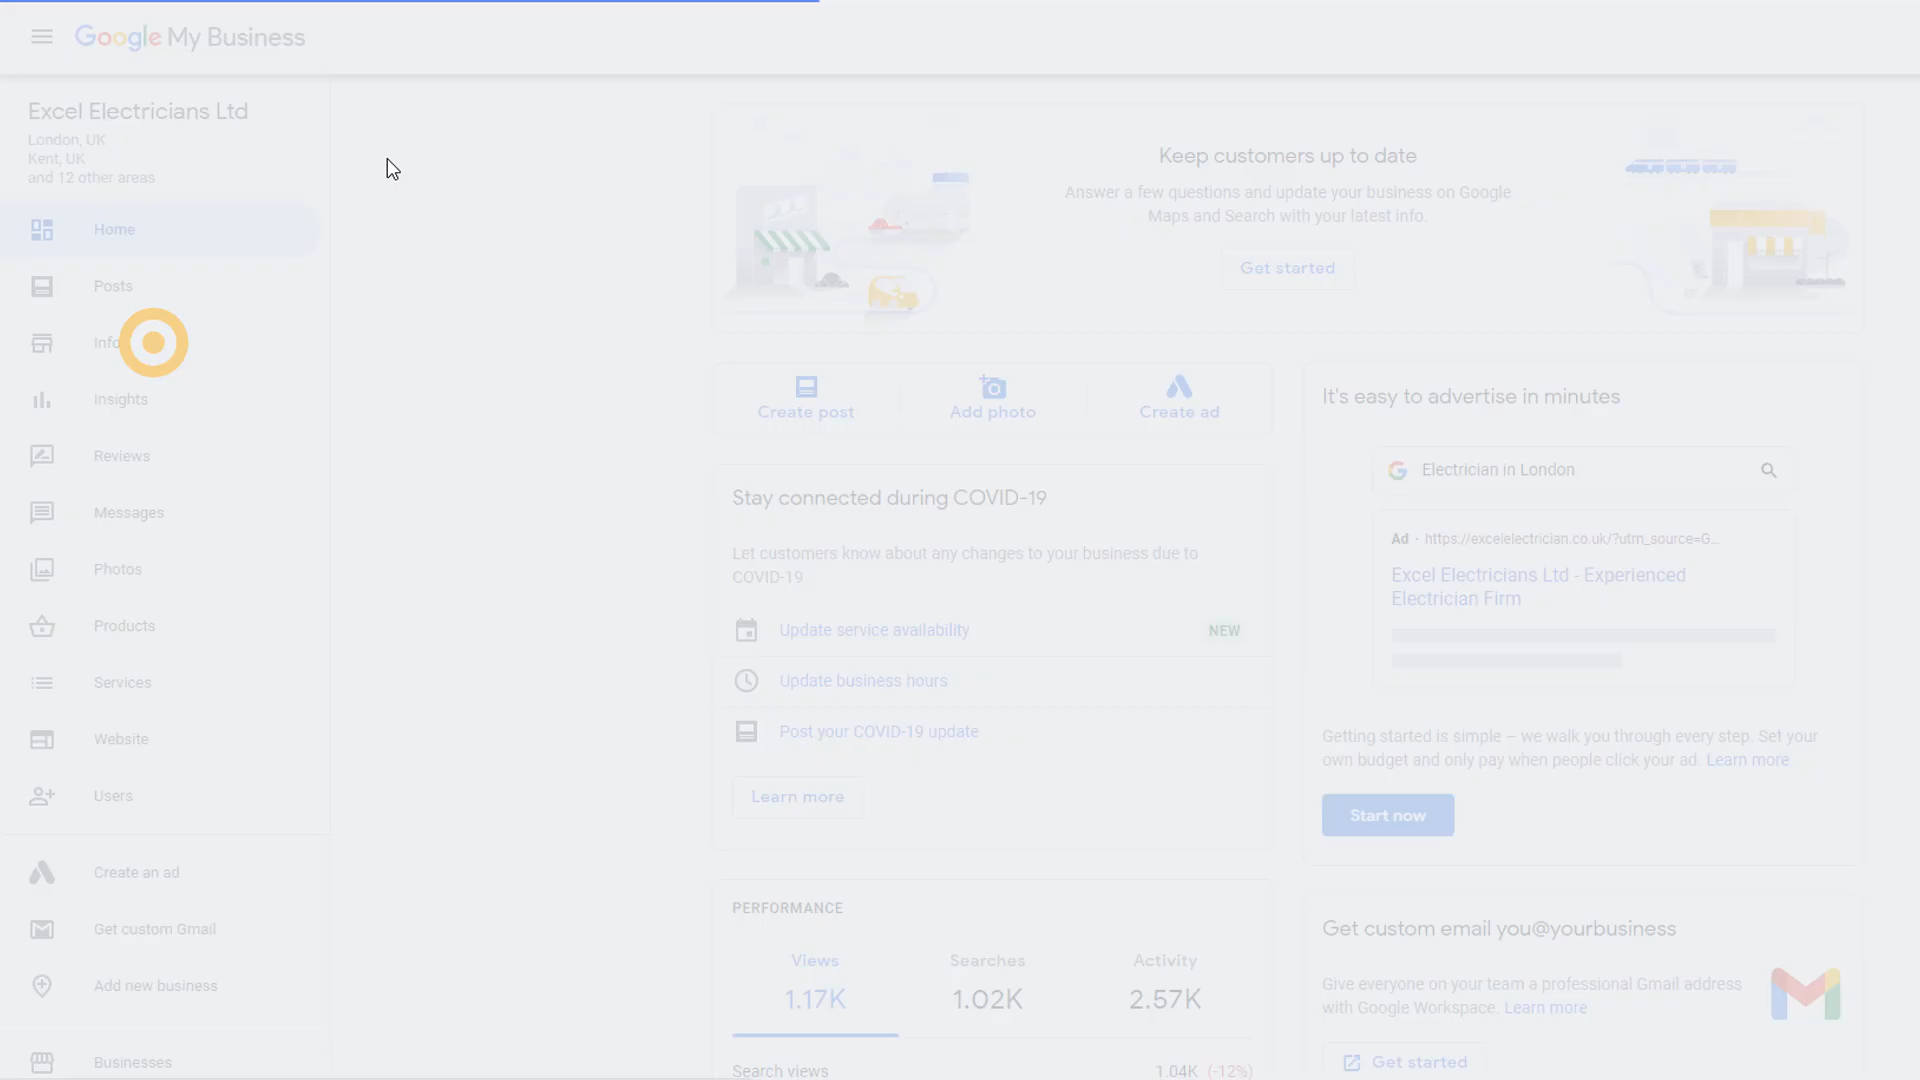 Google My Business
Excel Electricians Ltd
London, UK
Kent, UK
and 12 other areas
Home
Posts
Info
Insights
Reviews
Messages
Photos
Products
Services
Website
Users
Create an ad
Get custom Gmail
Add new business
Businesses
Keep customers up to date
Answer a few questions and update your business on Google
Maps and Search with your latest info.
Get started
Create post
Add photo
Create ad
Stay connected during COVID-19
Let customers know about any changes to your business due to
COVID-19
Update service availability
NEW
Update business hours
Post your COVID-19 update
Learn more
PERFORMANCE
Views
Searches
Activity
1.17K
1.02K
2.57K
Search views
1.04K (-12%)
It's easy to advertise in minutes
Electrician in London
Ad · https://excelelectrician.co.uk/?utm_source=G...
Excel Electricians Ltd - Experienced
Electrician Firm
Getting started is simple – we walk you through every step. Set your
own budget and only pay when people click your ad. Learn more
Start now
Get custom email you@yourbusiness
Give everyone on your team a professional Gmail address
with Google Workspace. Learn more
Get started